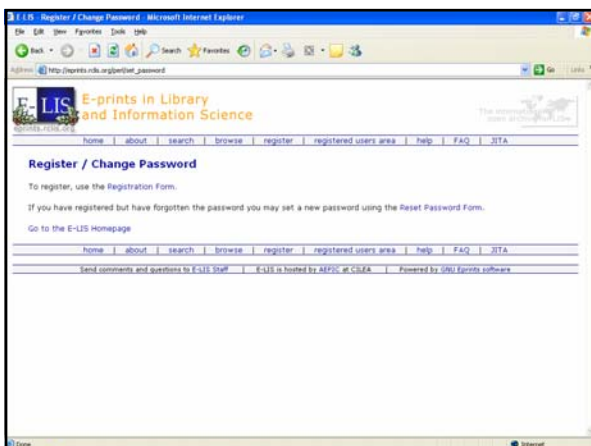 E-LIS - Register / Change Password - Microsoft Internet Explorer
File Edit View Favorites Tools Help
Back Search Favorites
Address http://eprints.rclis.org/perl/set_password Go Links
E-LIS
eprints.rclis.org
E-prints in Library
and Information Science
home | about | search | browse | register | registered users area | help | FAQ | JITA
Register / Change Password
To register, use the Registration Form.
If you have registered but have forgotten the password you may set a new password using the Reset Password Form.
Go to the E-LIS Homepage
home | about | search | browse | register | registered users area | help | FAQ | JITA
Send comments and questions to E-LIS Staff | E-LIS is hosted by AEPIC at CILEA | Powered by GNU Eprints software
Done Internet